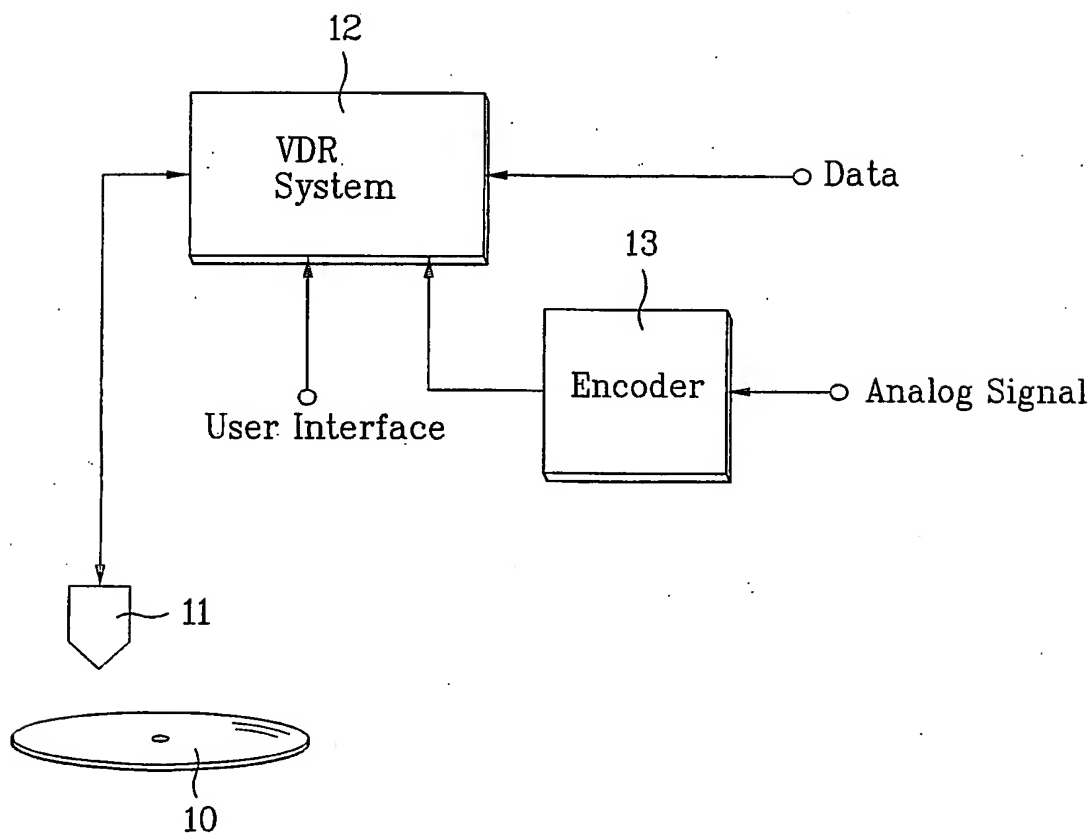 12
VDR
System
Data
13
Encoder
Analog Signal
User Interface
11
10